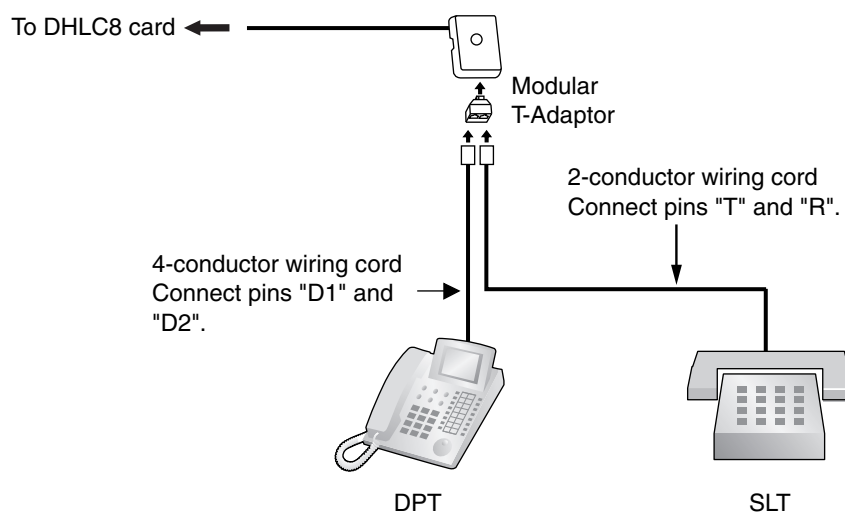 To DHLC8 card
Modular
T-Adaptor
2-conductor wiring cord
Connect pins "T" and "R".
4-conductor wiring cord
Connect pins "D1" and
"D2".
DPT
SLT